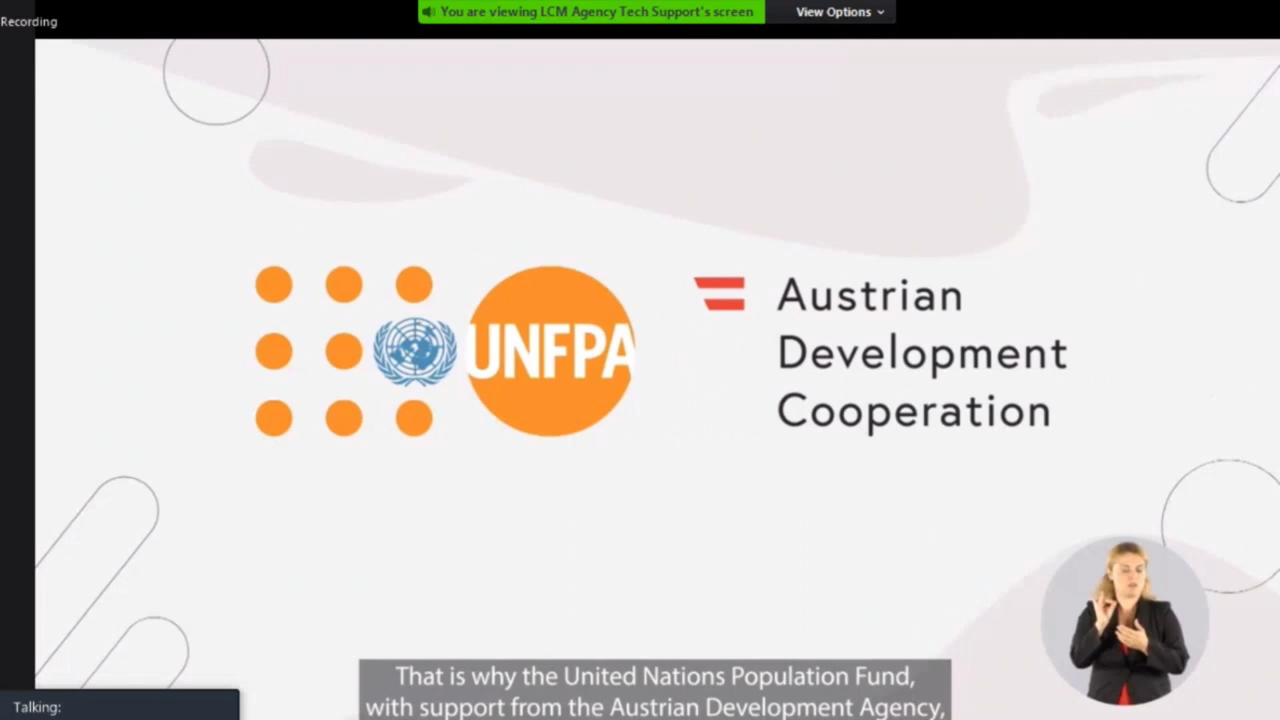 Recording
You are viewing LCM Agency Tech Support's screen
View Options
UNFPA
Austrian
Development
Cooperation
That is why the United Nations Population Fund,
with support from the Austrian Development Agency,
Talking: